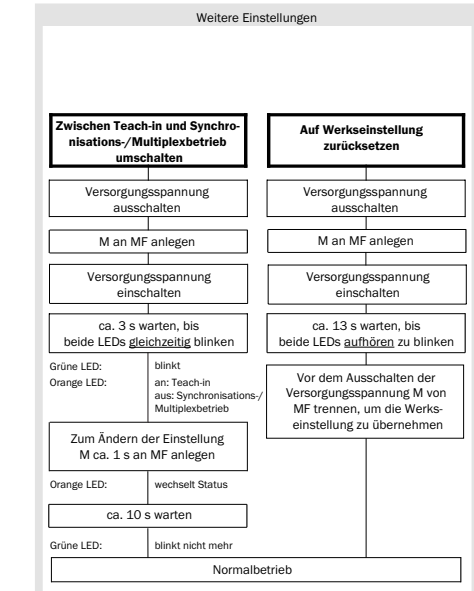 Weitere Einstellungen
Zwischen Teach-in und Synchro-
nisations-/Multiplexbetrieb
umschalten
Versorgungsspannung
ausschalten
M an MF anlegen
Versorgungsspannung
einschalten
ca. 3 s warten, bis
beide LEDs gleichzeitig blinken
Grüne LED: blinkt
Orange LED: an: Teach-in
aus: Synchronisations-/
Multiplexbetrieb
Zum Ändern der Einstellung
M ca. 1 s an MF anlegen
Orange LED: wechselt Status
ca. 10 s warten
Grüne LED: blinkt nicht mehr
Auf Werkseinstellung
zurücksetzen
Versorgungsspannung
ausschalten
M an MF anlegen
Versorgungsspannung
einschalten
ca. 13 s warten, bis
beide LEDs aufhören zu blinken
Vor dem Ausschalten der
Versorgungsspannung M von
MF trennen, um die Werks-
einstellung zu übernehmen
Normalbetrieb